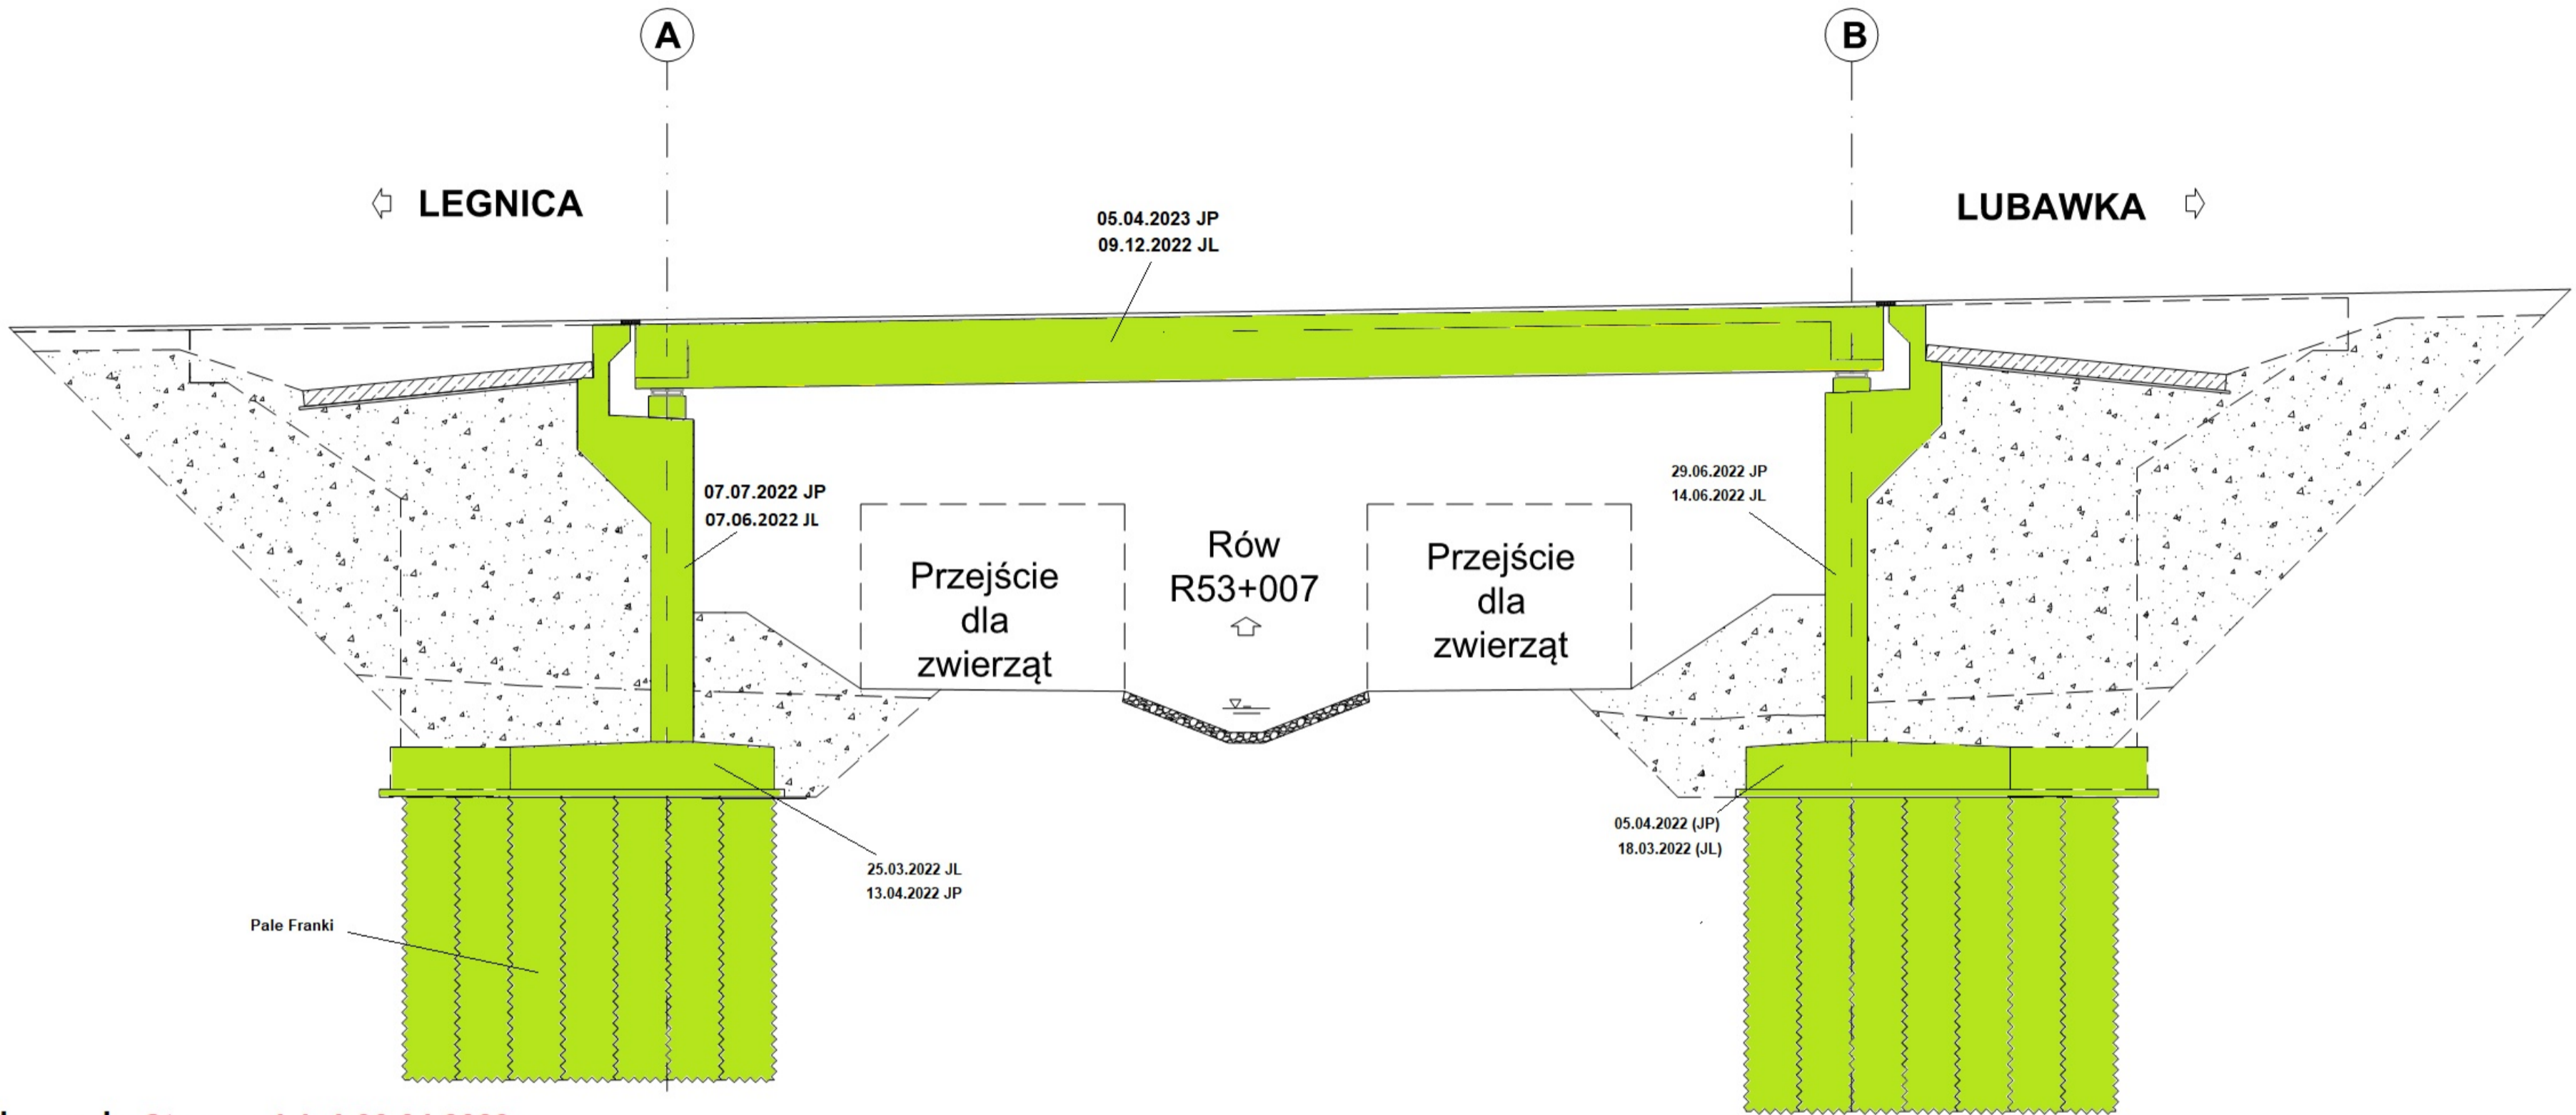 A
B
LEGNICA
LUBAWKA
05.04.2023 JP
09.12.2022 JL
07.07.2022 JP
07.06.2022 JL
29.06.2022 JP
14.06.2022 JL
Przejście
dla
zwierząt
Rów
R53+007
Przejście
dla
zwierząt
25.03.2022 JL
13.04.2022 JP
05.04.2022 (JP)
18.03.2022 (JL)
Pale Franki